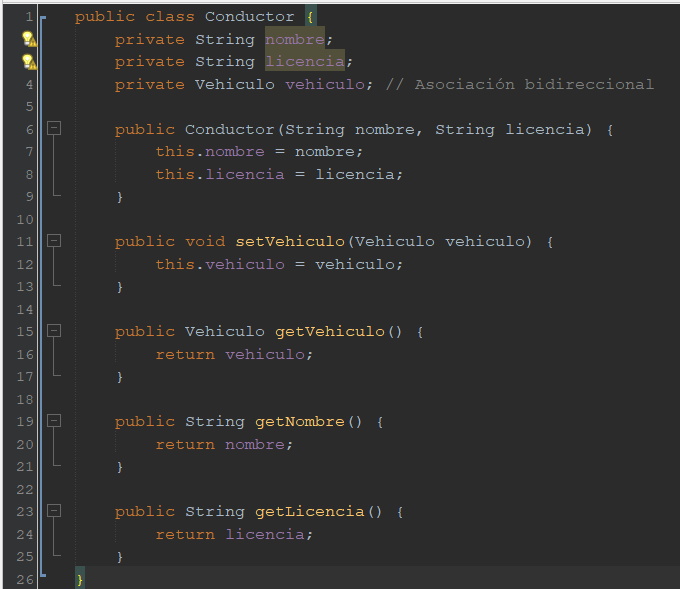 1 public class Conductor {
private String nombre;
private String licencia;
4 private Vehiculo vehiculo; // Asociación bidireccional
5
6 public Conductor(String nombre, String licencia) {
7 this.nombre = nombre;
8 this.licencia = licencia;
9 }
10
11 public void setVehiculo(Vehiculo vehiculo) {
12 this.vehiculo = vehiculo;
13 }
14
15 public Vehiculo getVehiculo() {
16 return vehiculo;
17 }
18
19 public String getNombre() {
20 return nombre;
21 }
22
23 public String getLicencia() {
24 return licencia;
25 }
26 }